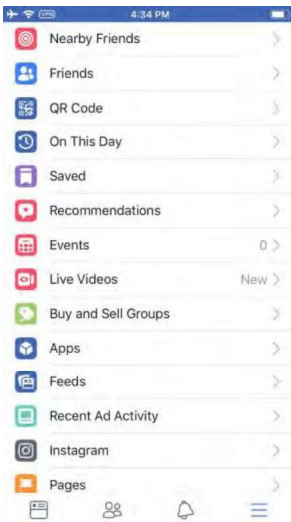 VPN 4:34 PM
Nearby Friends
Friends
QR Code
On This Day
Saved
Recommendations
Events 0
Live Videos New
Buy and Sell Groups
Apps
Feeds
Recent Ad Activity
Instagram
Pages